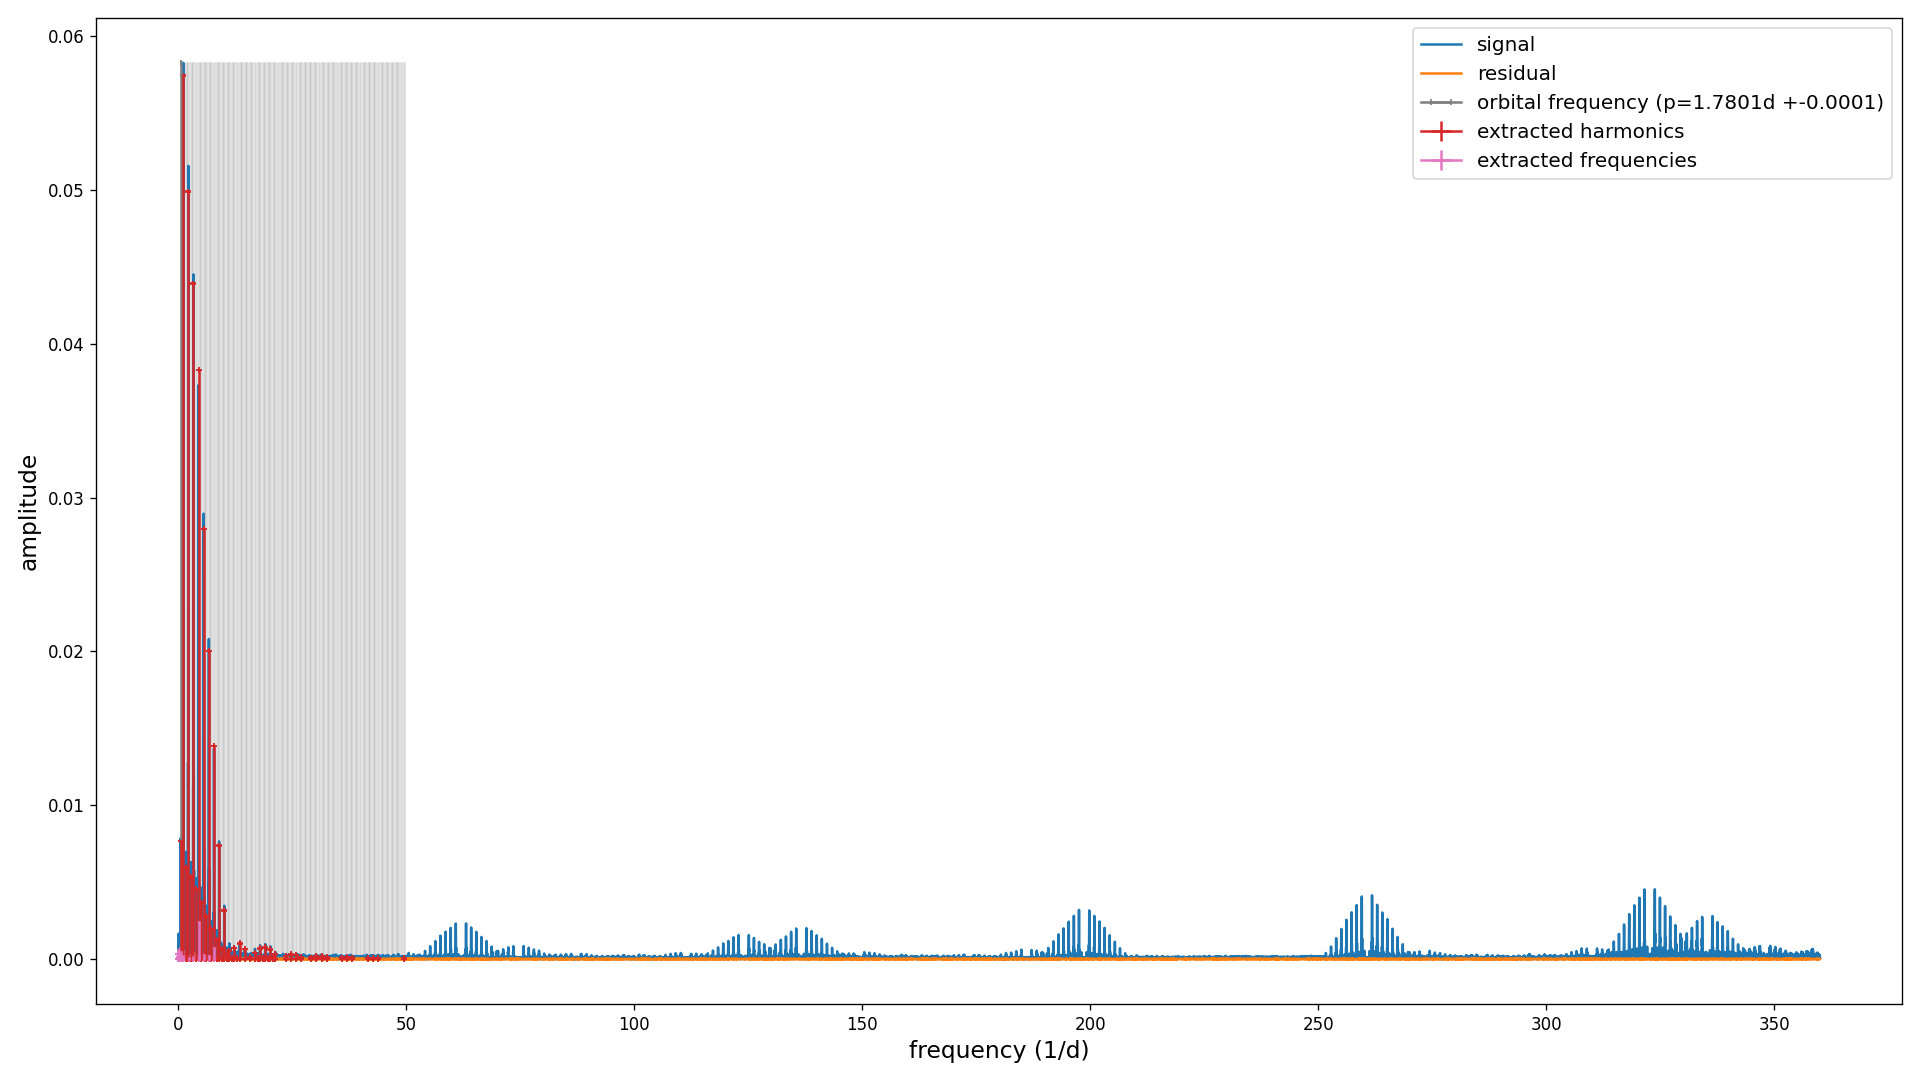 signal
residual
orbital frequency (p=1.7801d +-0.0001)
extracted harmonics
extracted frequencies
0.06
0.05
0.04
0.03
0.02
0.01
0.00
amplitude
0 50 100 150 200 250 300 350
frequency (1/d)